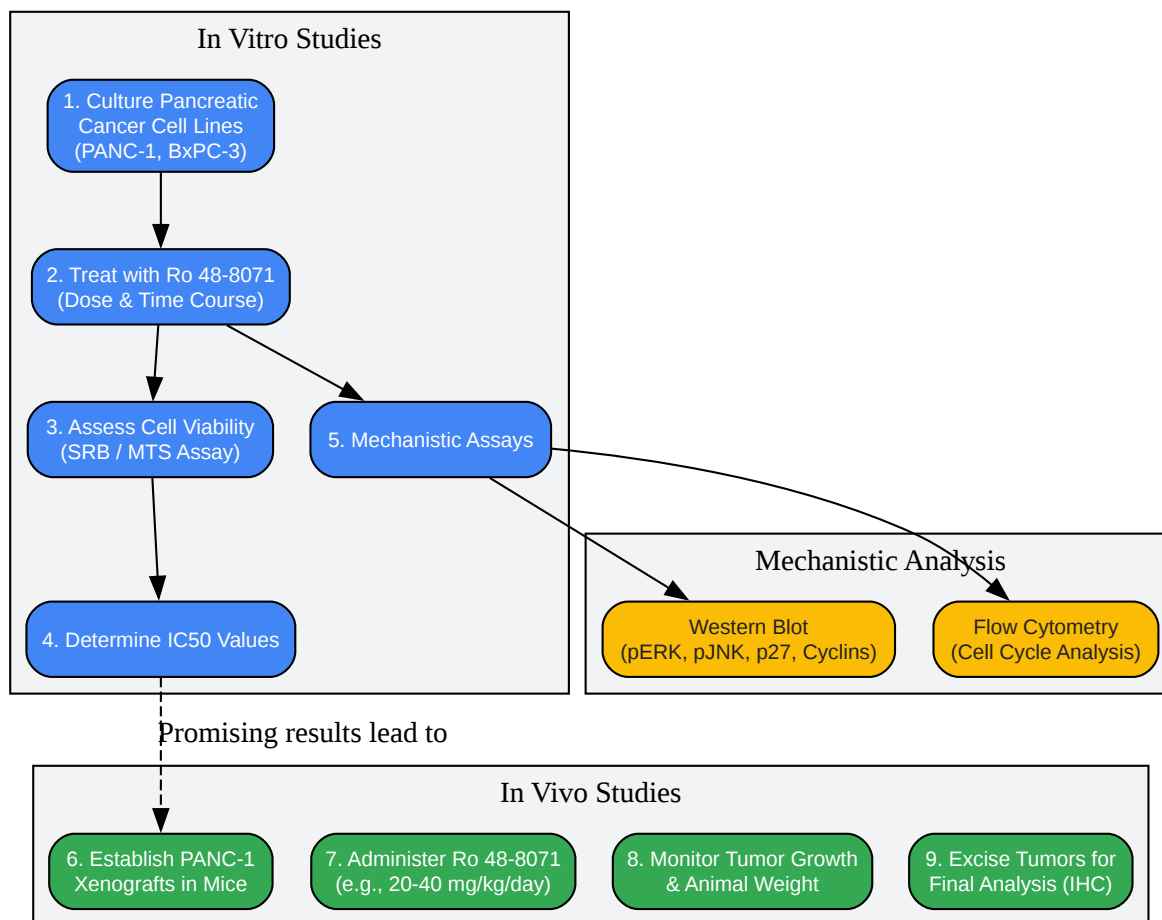 In Vitro Studies
1. Culture Pancreatic
Cancer Cell Lines
(PANC-1, BxPC-3)
2. Treat with Ro 48-8071
(Dose & Time Course)
3. Assess Cell Viability
(SRB / MTS Assay)
5. Mechanistic Assays
4. Determine IC50 Values
Mechanistic Analysis
Western Blot
(pERK, pJNK, p27, Cyclins)
Flow Cytometry
(Cell Cycle Analysis)
Promising results lead to
In Vivo Studies
6. Establish PANC-1
Xenografts in Mice
7. Administer Ro 48-8071
(e.g., 20-40 mg/kg/day)
8. Monitor Tumor Growth
& Animal Weight
9. Excise Tumors for
Final Analysis (IHC)